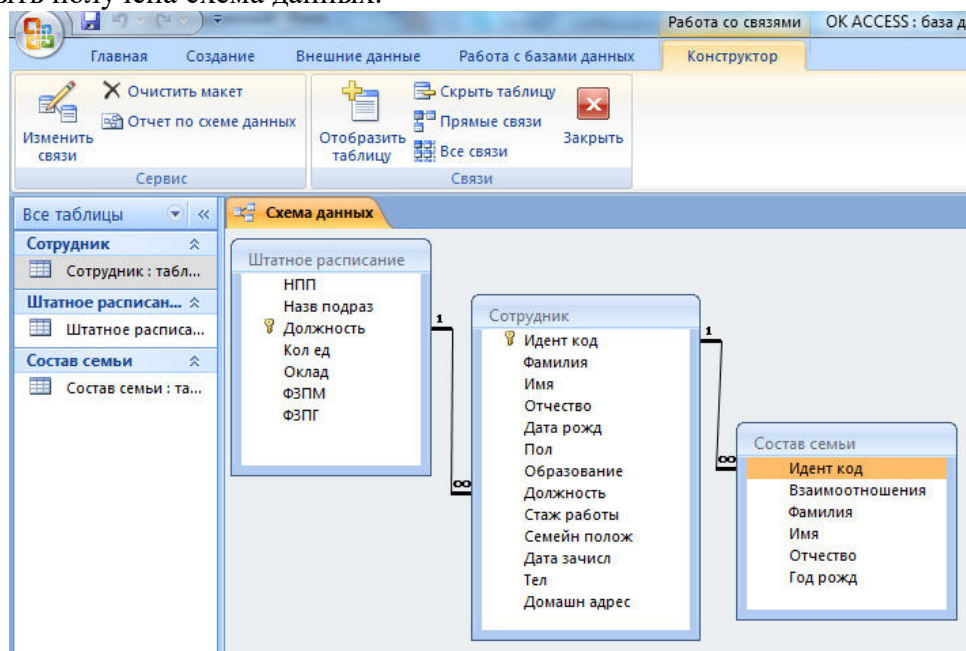 быть получена схема данных.
Работа со связями
OK ACCESS : база д
Главная
Создание
Внешние данные
Работа с базами данных
Конструктор
Изменить связи
Очистить макет
Отчет по схеме данных
Сервис
Отобразить таблицу
Скрыть таблицу
Прямые связи
Все связи
Закрыть
Связи
Все таблицы
Сотрудник
Сотрудник : табл...
Штатное расписан...
Штатное расписа...
Состав семьи
Состав семьи : та...
Схема данных
Штатное расписание
НПП
Назв подраз
Должность
Кол ед
Оклад
ФЗПМ
ФЗПГ
1
∞
Сотрудник
Идент код
Фамилия
Имя
Отчество
Дата рожд
Пол
Образование
Должность
Стаж работы
Семейн полож
Дата зачисл
Тел
Домашн адрес
1
∞
Состав семьи
Идент код
Взаимоотношения
Фамилия
Имя
Отчество
Год рожд